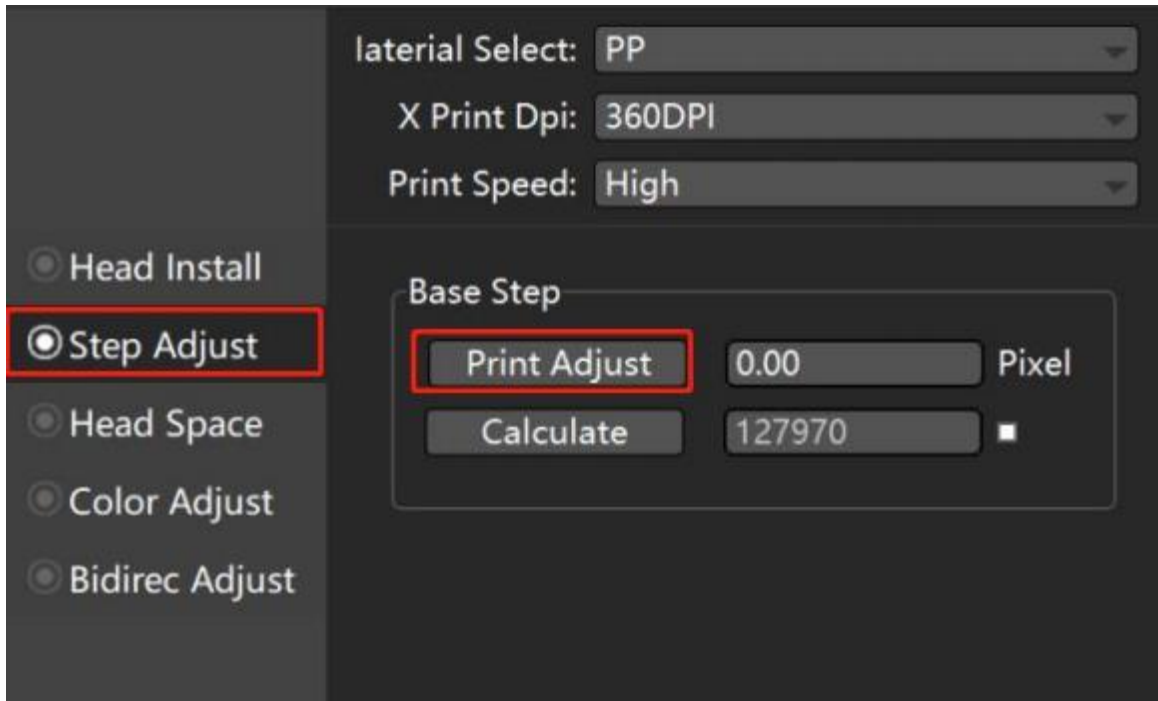 laterial Select: PP
X Print Dpi: 360DPI
Print Speed: High
Head Install
Step Adjust
Head Space
Color Adjust
Bidirec Adjust
Base Step
Print Adjust 0.00 Pixel
Calculate 127970